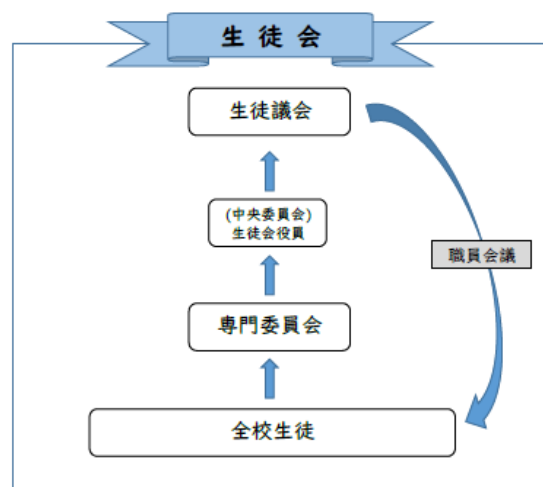 生徒会
生徒議会
(中央委員会)
生徒会役員
職員会議
専門委員会
全校生徒